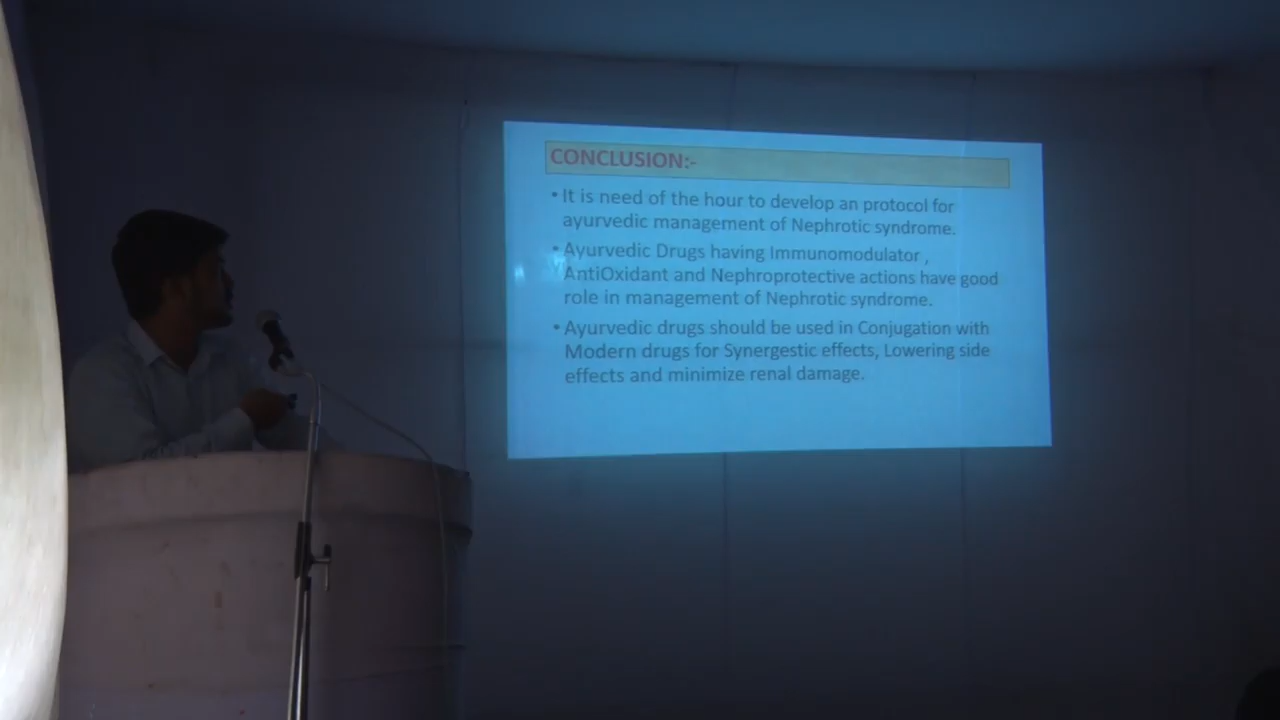 CONCLUSION:-
• It is need of the hour to develop an protocol for
ayurvedic management of Nephrotic syndrome.
• Ayurvedic Drugs having Immunomodulator ,
AntiOxidant and Nephroprotective actions have good
role in management of Nephrotic syndrome.
• Ayurvedic drugs should be used in Conjugation with
Modern drugs for Synergestic effects, Lowering side
effects and minimize renal damage.